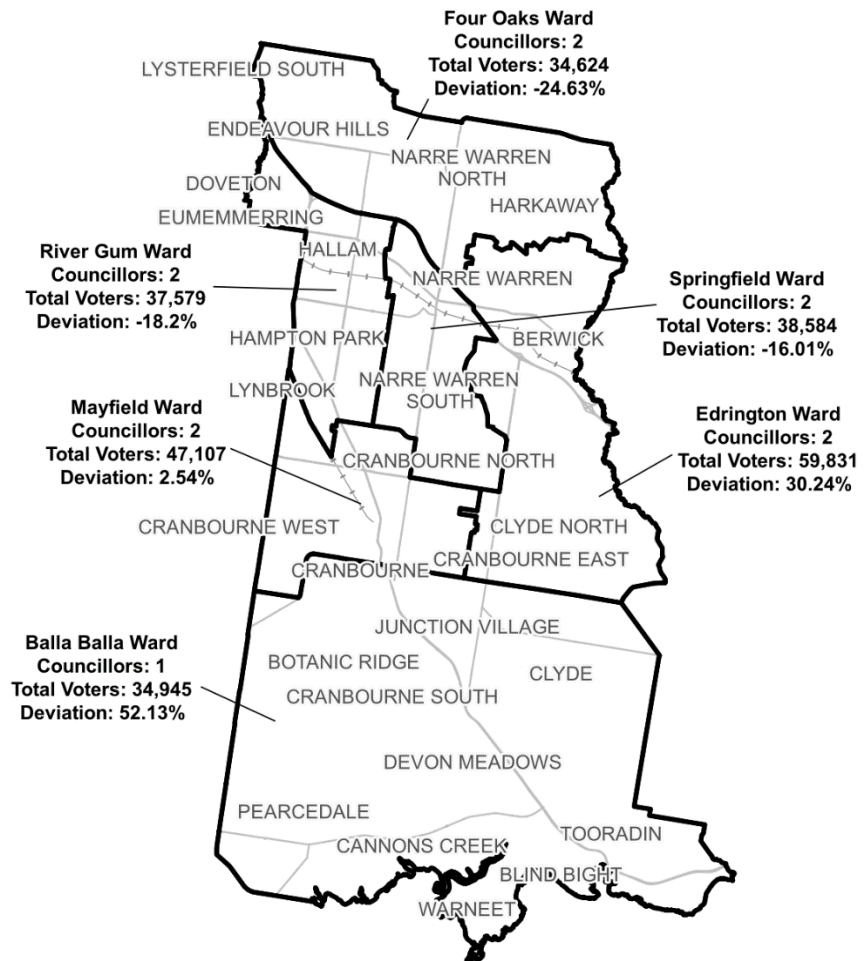 Four Oaks Ward
Councillors: 2
Total Voters: 34,624
Deviation: -24.63%
LYSTERFIELD SOUTH
ENDEAVOUR HILLS
NARRE WARREN
NORTH
DOVETON
HARKAWAY
EUMEMMERRING
River Gum Ward
Councillors: 2
Total Voters: 37,579
Deviation: -18.2%
HALLAM
NARRE WARREN
Springfield Ward
Councillors: 2
Total Voters: 38,584
Deviation: -16.01%
HAMPTON PARK
BERWICK
LYNBROOK
NARRE WARREN
SOUTH
Mayfield Ward
Councillors: 2
Total Voters: 47,107
Deviation: 2.54%
Edrington Ward
Councillors: 2
Total Voters: 59,831
Deviation: 30.24%
CRANBOURNE NORTH
CRANBOURNE WEST
CLYDE NORTH
CRANBOURNE EAST
CRANBOURNE
JUNCTION VILLAGE
Balla Balla Ward
Councillors: 1
Total Voters: 34,945
Deviation: 52.13%
BOTANIC RIDGE
CLYDE
CRANBOURNE SOUTH
DEVON MEADOWS
PEARCEDALE
TOORADIN
CANNONS CREEK
BLIND BIGHT
WARNEET